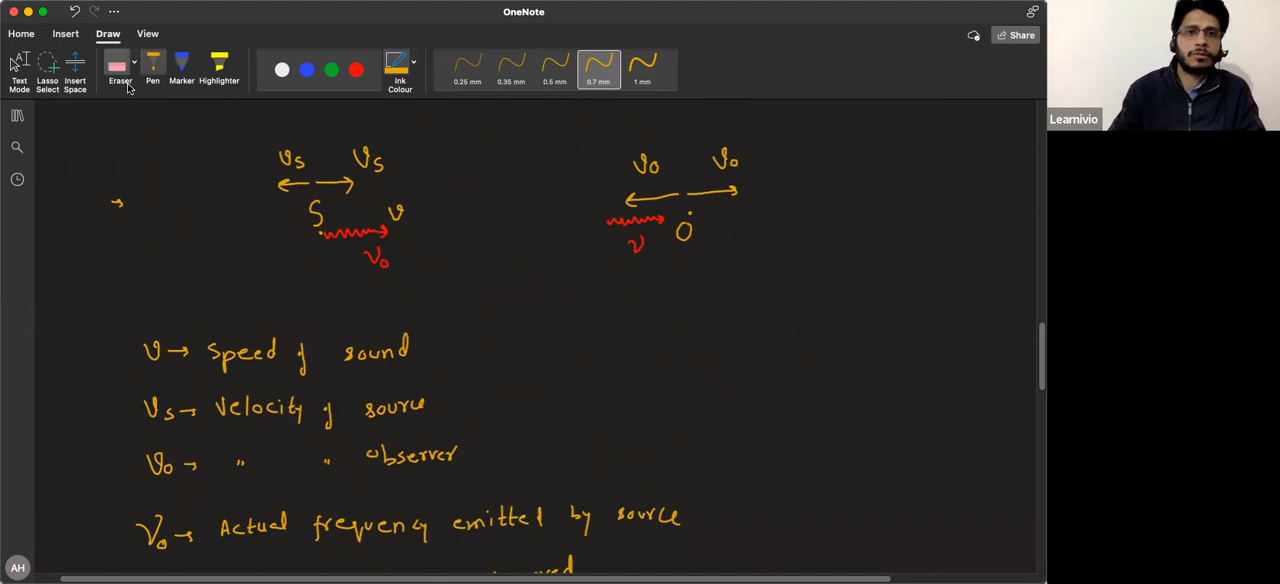 OneNote
Home Insert Draw View
Share
Text Mode
Lasso Select
Insert Space
Eraser
Pen
Marker
Highlighter
Ink Colour
0.25 mm
0.35 mm
0.5 mm
0.7 mm
1 mm
Learnivio
vs vs
vo vo
S v
ν₀
ν O
v → Speed of sound
vs → Velocity of source
vo → " " observer
ν₀ → Actual frequency emitted by source
AH